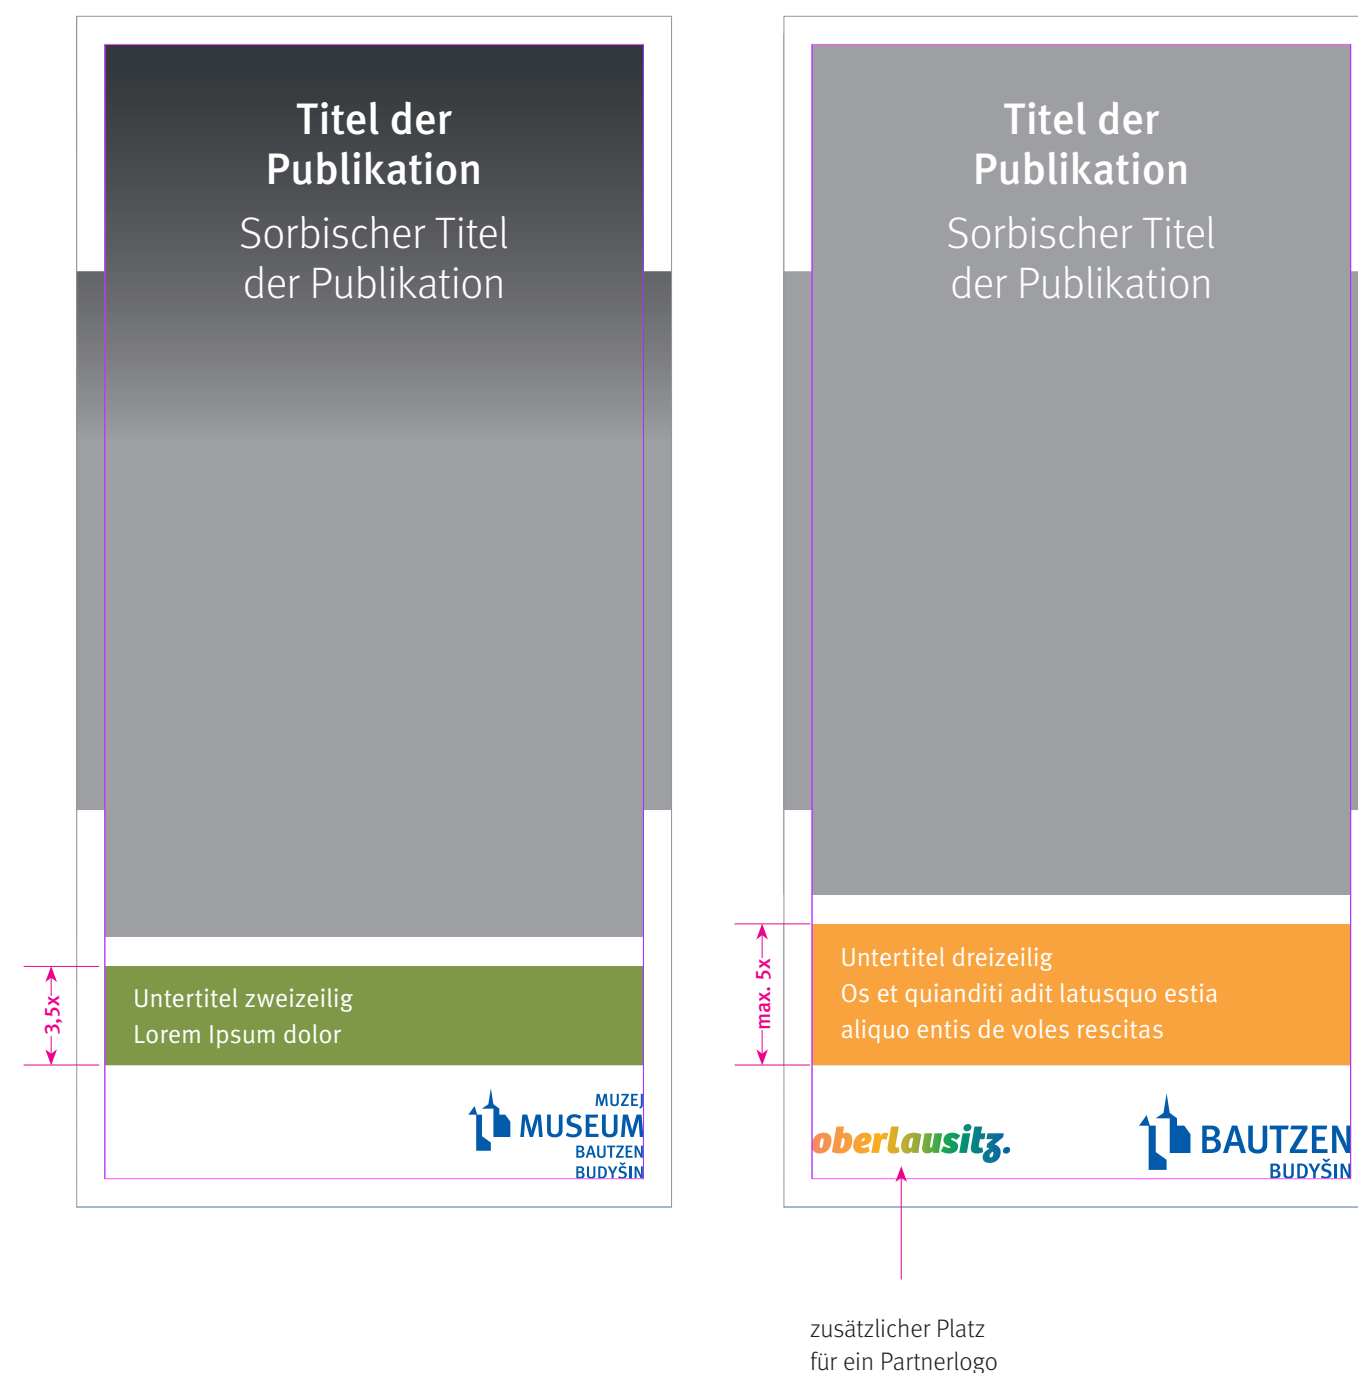 Titel der
Publikation
Sorbischer Titel
der Publikation
3,5x
Untertitel zweizeilig
Lorem Ipsum dolor
MUZEJ
MUSEUM
BAUTZEN
BUDYŠIN
Titel der
Publikation
Sorbischer Titel
der Publikation
max. 5x
Untertitel dreizeilig
Os et quianditi adit latusquo estia
aliquo entis de voles rescitas
oberlausitz.
BAUTZEN
BUDYŠIN
zusätzlicher Platz
für ein Partnerlogo